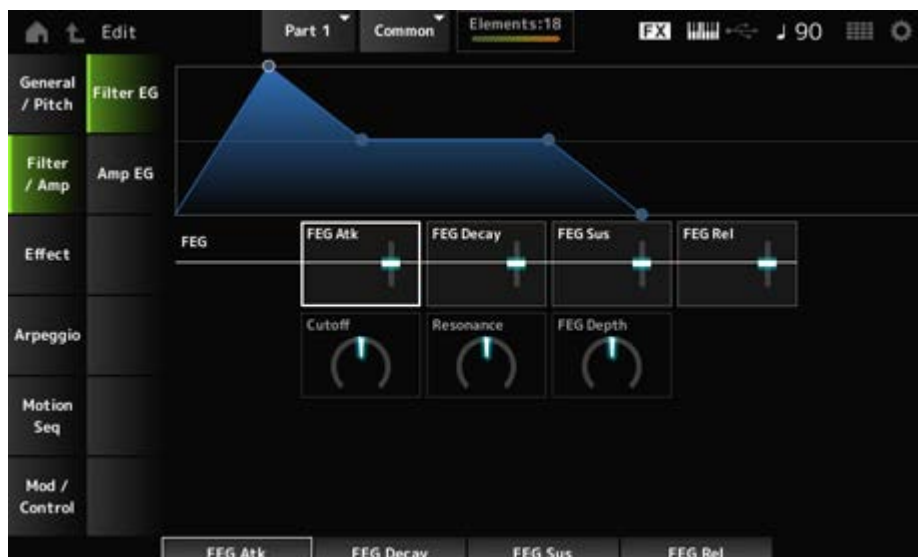 Edit
Part 1
Common
Elements:18
FX
90
General
/ Pitch
Filter EG
Filter
/ Amp
Amp EG
FEG
FEG Atk
FEG Decay
FEG Sus
FEG Rel
Effect
Cutoff
Resonance
FEG Depth
Arpeggio
Motion
Seq
Mod /
Control
FEG Atk
FEG Decay
FEG Sus
FEG Rel